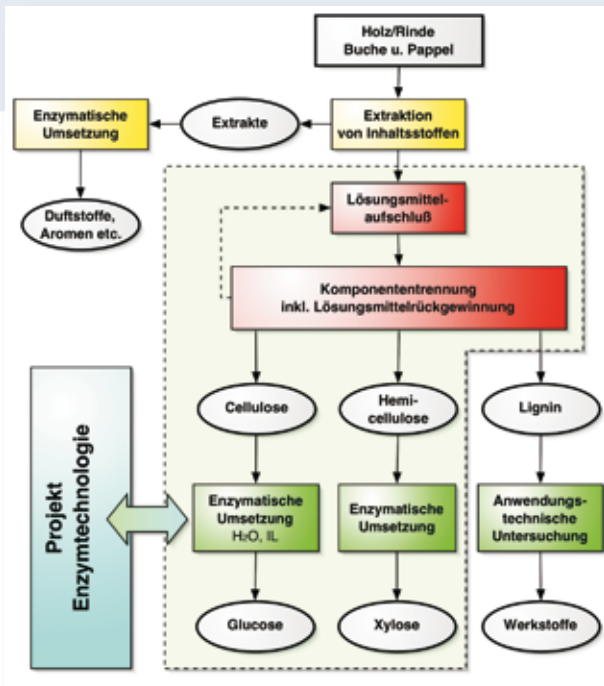 Holz/Rinde
Buche u. Pappel
Enzymatische
Umsetzung
Extrakte
Extraktion
von Inhaltsstoffen
Duftstoffe,
Aromen etc.
Lösungsmittel-
aufschluß
Komponententrennung
inkl. Lösungsmittelrückgewinnung
Cellulose
Hemi-
cellulose
Lignin
Projekt
Enzymtechnologie
Enzymatische
Umsetzung
H₂O, IL
Enzymatische
Umsetzung
Anwendungs-
technische
Untersuchung
Glucose
Xylose
Werkstoffe